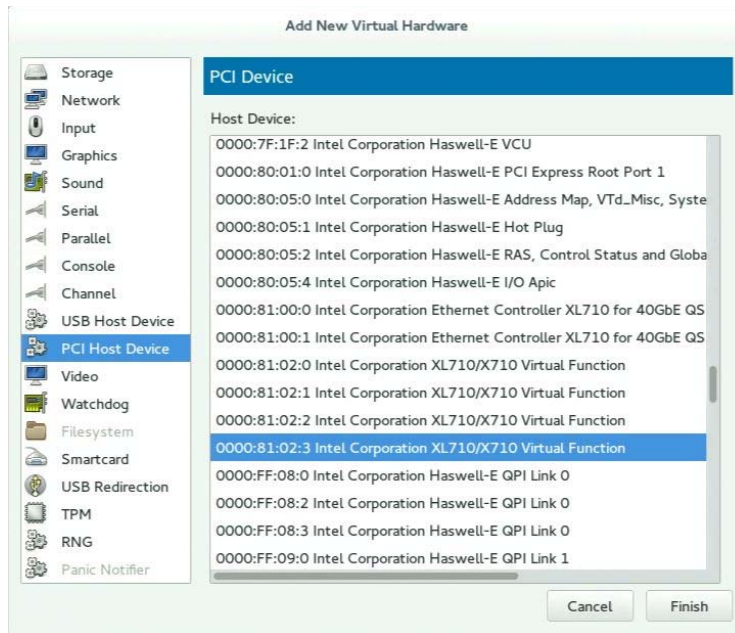 Add New Virtual Hardware
Storage
Network
Input
Graphics
Sound
Serial
Parallel
Console
Channel
USB Host Device
PCI Host Device
Video
Watchdog
Filesystem
Smartcard
USB Redirection
TPM
RNG
Panic Notifier
PCI Device
Host Device:
0000:7F:1F:2 Intel Corporation Haswell-E VCU
0000:80:01:0 Intel Corporation Haswell-E PCI Express Root Port 1
0000:80:05:0 Intel Corporation Haswell-E Address Map, VTd_Misc, Syste
0000:80:05:1 Intel Corporation Haswell-E Hot Plug
0000:80:05:2 Intel Corporation Haswell-E RAS, Control Status and Globa
0000:80:05:4 Intel Corporation Haswell-E I/O Apic
0000:81:00:0 Intel Corporation Ethernet Controller XL710 for 40GbE QS
0000:81:00:1 Intel Corporation Ethernet Controller XL710 for 40GbE QS
0000:81:02:0 Intel Corporation XL710/X710 Virtual Function
0000:81:02:1 Intel Corporation XL710/X710 Virtual Function
0000:81:02:2 Intel Corporation XL710/X710 Virtual Function
0000:81:02:3 Intel Corporation XL710/X710 Virtual Function
0000:FF:08:0 Intel Corporation Haswell-E QPI Link 0
0000:FF:08:2 Intel Corporation Haswell-E QPI Link 0
0000:FF:08:3 Intel Corporation Haswell-E QPI Link 0
0000:FF:09:0 Intel Corporation Haswell-E QPI Link 1
Cancel
Finish